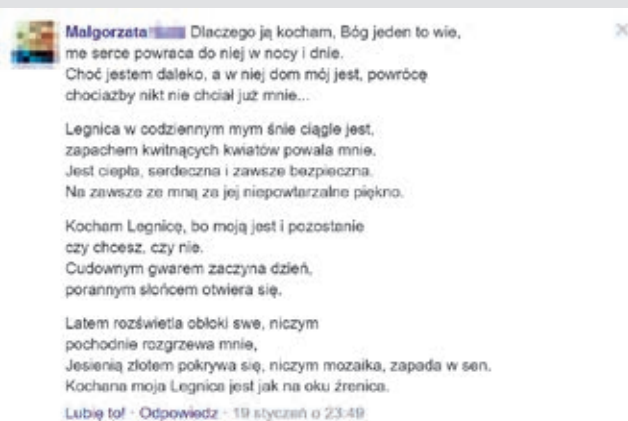 Małgorzata Dlaczego ją kocham, Bóg jeden to wie,
me serce powraca do niej w nocy i dnie.
Choć jestem daleko, a w niej dom mój jest, powrócę
chociażby nikt nie chciał już mnie...
Legnica w codziennym mym śnie ciągle jest,
zapachem kwitnących kwiatów powala mnie.
Jest ciepła, serdeczna i zawsze bezpieczna.
Na zawsze ze mną za jej niepowtarzalne piękno.
Kocham Legnicę, bo moją jest i pozostanie
czy chcesz, czy nie.
Cudownym gwarem zaczyna dzień,
porannym słońcem otwiera się.
Latem rozświetla obłoki swe, niczym
pochodnie rozgrzewa mnie,
Jesienią złotem pokrywa się, niczym mozaika, zapada w sen.
Kochana moja Legnica jest jak na oku źrenica.
Lubię to! · Odpowiedz · 19 styczeń o 23:49